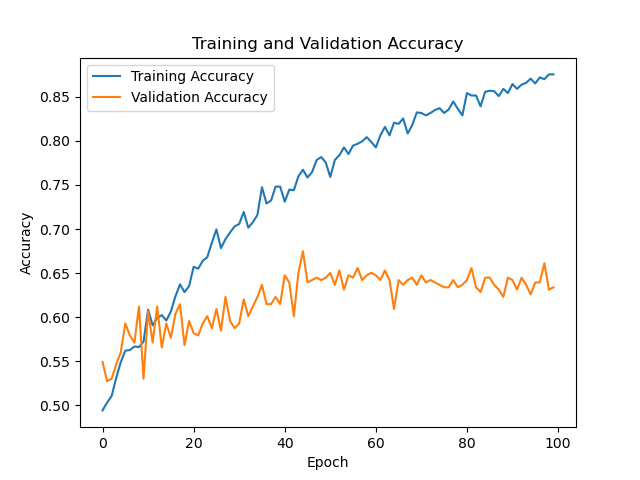 Training and Validation Accuracy
Training Accuracy
Validation Accuracy
0.85
0.80
0.75
0.70
0.65
0.60
0.55
0.50
Accuracy
0 20 40 60 80 100
Epoch